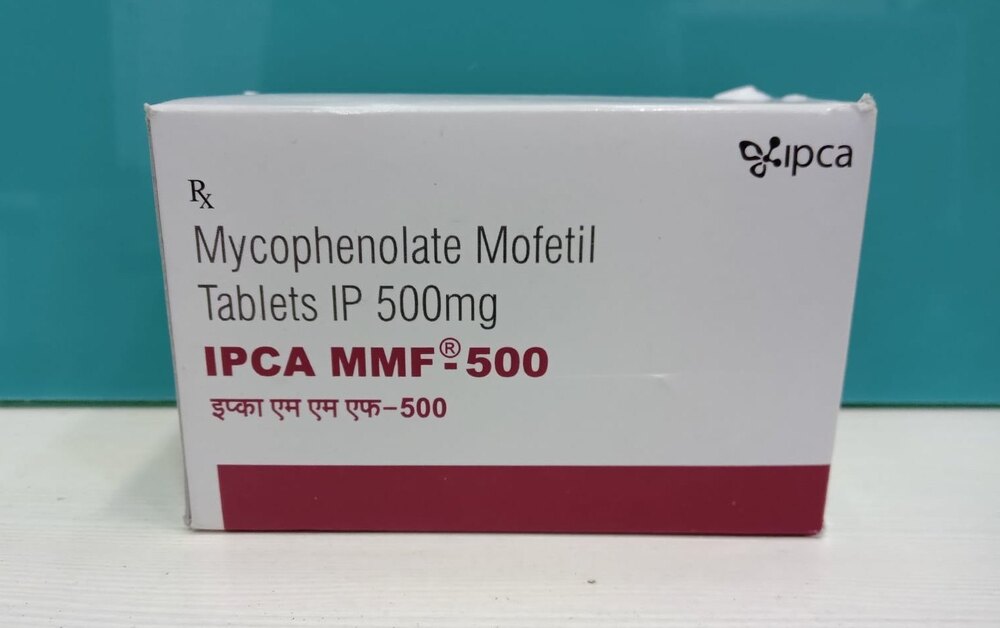 ipca
Rx
Mycophenolate Mofetil
Tablets IP 500mg
IPCA MMF®-500
इप्का एम एम एफ-500